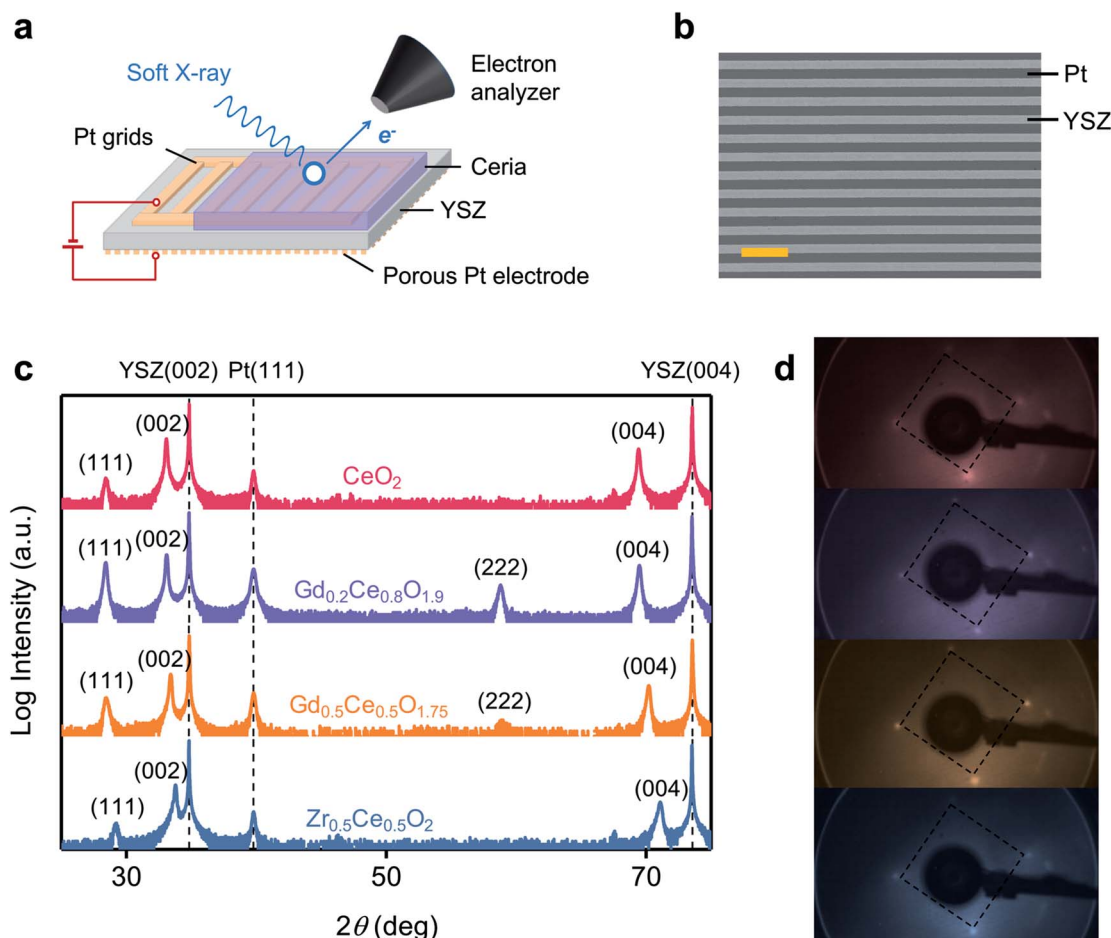 a
Soft X-ray
Electron
analyzer
e-
Pt grids
Ceria
YSZ
Porous Pt electrode
b
Pt
YSZ
c
YSZ(002) Pt(111)
YSZ(004)
(002)
(004)
(111)
CeO2
(111)
(002)
(222)
(004)
Gd0.2Ce0.8O1.9
(111)
(002)
(222)
(004)
Gd0.5Ce0.5O1.75
(111)
(002)
(004)
Zr0.5Ce0.5O2
Log Intensity (a.u.)
30
50
70
2θ (deg)
d